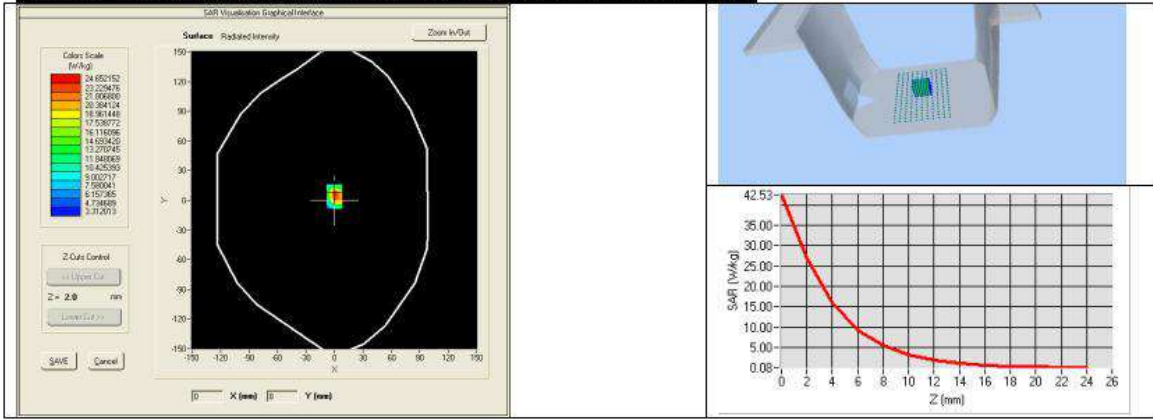 SAR Visualisation Graphical Interface
Surface Radiated Intensity
Zoom In/Out
Colors Scale
(W/kg)
24.652152
23.229476
21.806800
20.384124
18.961448
17.538772
16.116096
14.693420
13.270745
11.848069
10.425393
9.002717
7.580041
6.157365
4.734689
3.312013
Z-Cuts Control
<< Upper Cut
Z = 2.0 mm
Lower Cut >>
SAVE
Cancel
150
120
90
60
30
0
-30
-60
-90
-120
-150
Y
-150 -120 -90 -60 -30 0 30 60 90 120 150
X
0 X (mm) 0 Y (mm)
42.53
35.00
30.00
25.00
20.00
15.00
10.00
5.00
0.08
SAR (W/kg)
0 2 4 6 8 10 12 14 16 18 20 22 24 26
Z (mm)